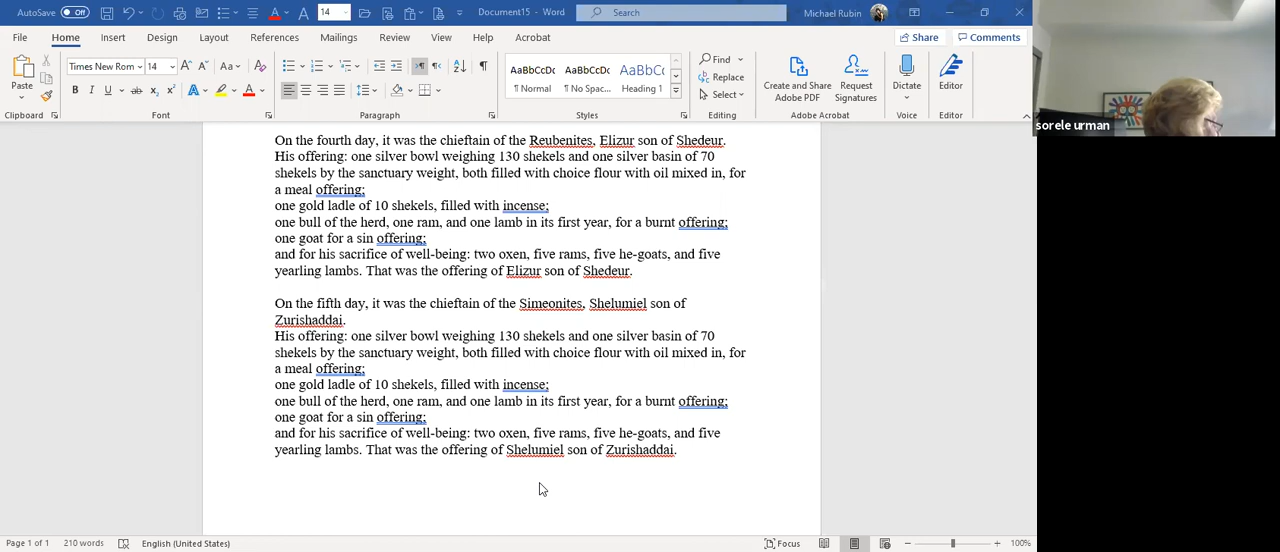 AutoSave Off Document15 - Word Search Michael Rubin
14
File Home Insert Design Layout References Mailings Review View Help Acrobat Share Comments
Times New Rom 14 Aa AaBbCcDc AaBbCcDc AaBbCc Find
Paste Replace Create and Share Request Dictate Editor
B I U ab x₂ x² A A ¶ Normal ¶ No Spac... Heading 1 Select Adobe PDF Signatures
Clipboard Font Paragraph Styles Editing Adobe Acrobat Voice Editor
sorele urman
On the fourth day, it was the chieftain of the Reubenites, Elizur son of Shedeur.
His offering: one silver bowl weighing 130 shekels and one silver basin of 70
shekels by the sanctuary weight, both filled with choice flour with oil mixed in, for
a meal offering;
one gold ladle of 10 shekels, filled with incense;
one bull of the herd, one ram, and one lamb in its first year, for a burnt offering;
one goat for a sin offering;
and for his sacrifice of well-being: two oxen, five rams, five he-goats, and five
yearling lambs. That was the offering of Elizur son of Shedeur.
On the fifth day, it was the chieftain of the Simeonites, Shelumiel son of
Zurishaddai.
His offering: one silver bowl weighing 130 shekels and one silver basin of 70
shekels by the sanctuary weight, both filled with choice flour with oil mixed in, for
a meal offering;
one gold ladle of 10 shekels, filled with incense;
one bull of the herd, one ram, and one lamb in its first year, for a burnt offering;
one goat for a sin offering;
and for his sacrifice of well-being: two oxen, five rams, five he-goats, and five
yearling lambs. That was the offering of Shelumiel son of Zurishaddai.
Page 1 of 1 210 words English (United States) Focus 100%